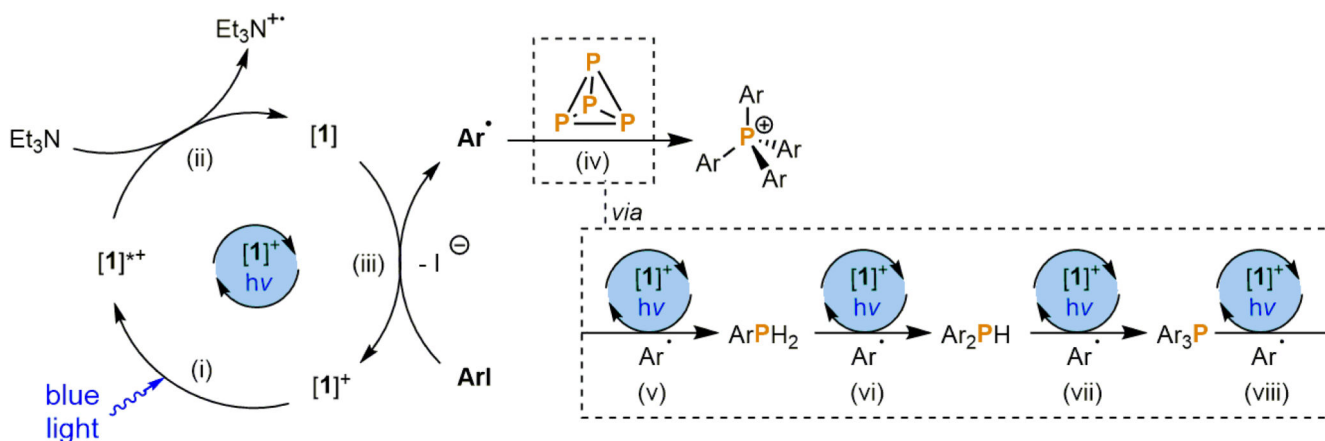 Et₃N⁺•
Et₃N
(ii)
[1]
Ar•
P
P
P
P
(iv)
Ar
P⊕
Ar
Ar
Ar
via
[1]*⁺
[1]⁺
hν
(iii)
- I ⊖
(i)
blue
light
[1]⁺
ArI
[1]⁺
hν
Ar•
(v)
ArPH₂
[1]⁺
hν
Ar•
(vi)
Ar₂PH
[1]⁺
hν
Ar•
(vii)
Ar₃P
[1]⁺
hν
Ar•
(viii)